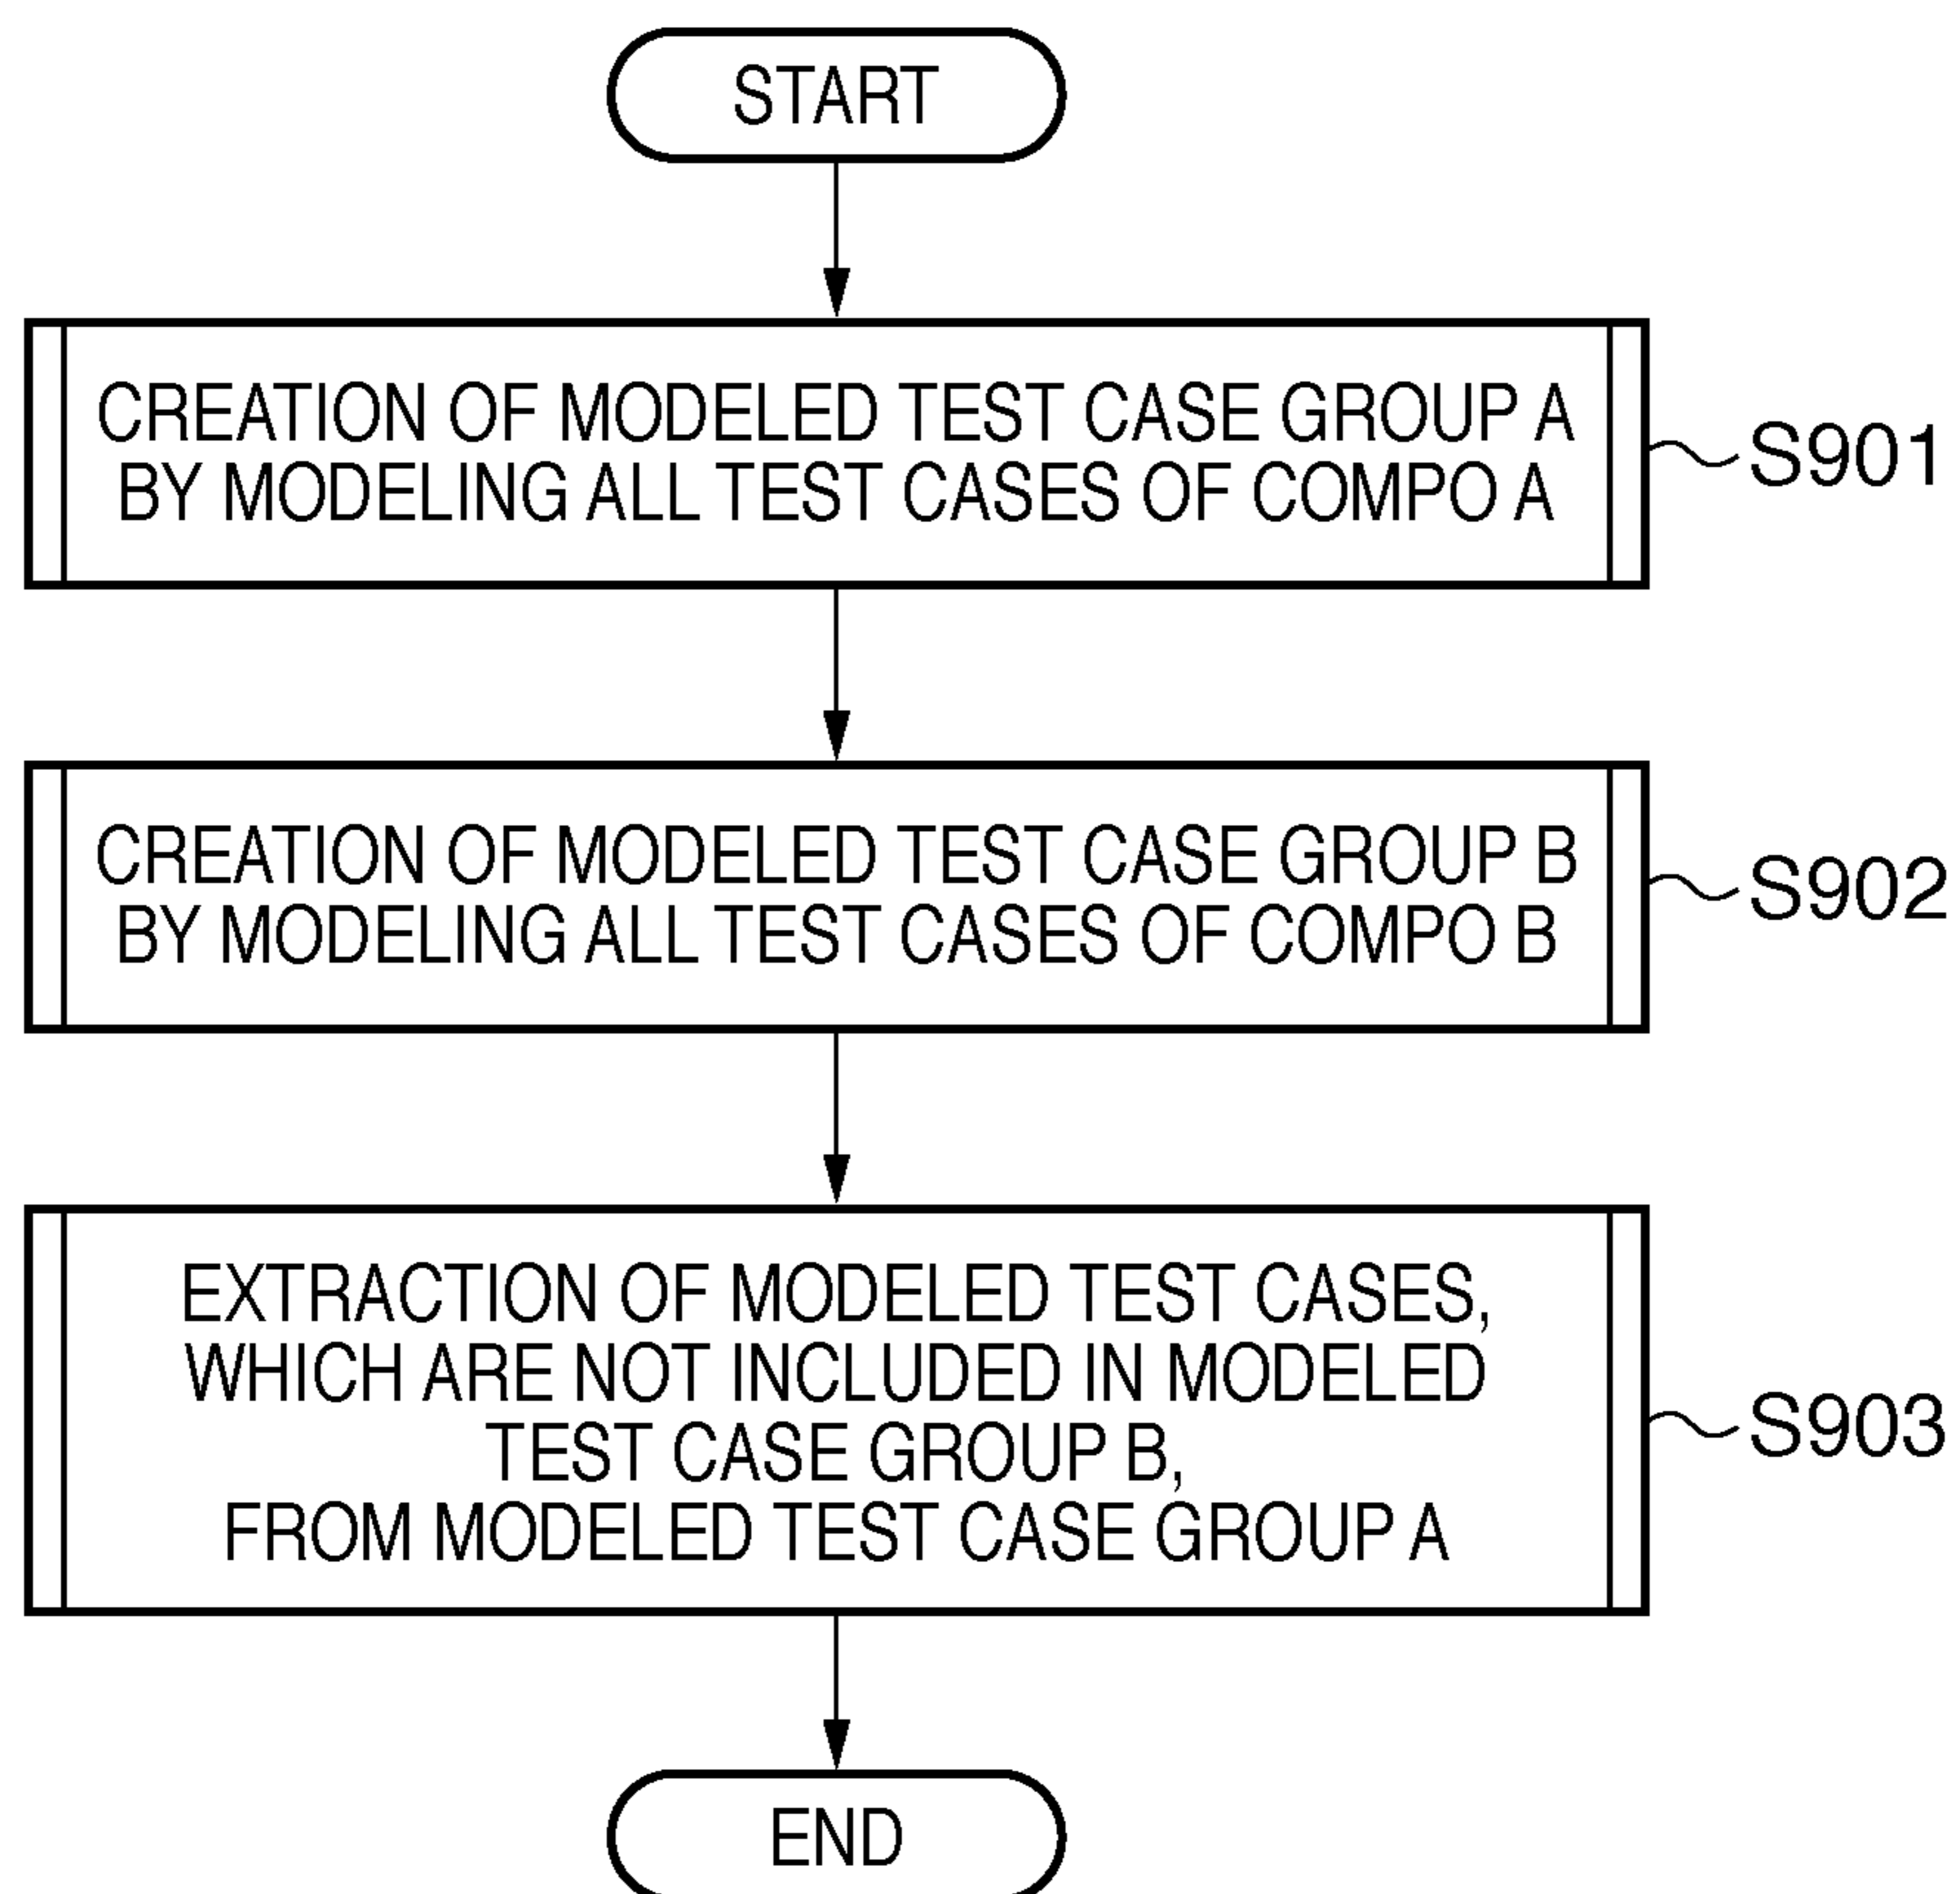 START
CREATION OF MODELED TEST CASE GROUP A
BY MODELING ALL TEST CASES OF COMPO A
S901
CREATION OF MODELED TEST CASE GROUP B
BY MODELING ALL TEST CASES OF COMPO B
S902
EXTRACTION OF MODELED TEST CASES,
WHICH ARE NOT INCLUDED IN MODELED
TEST CASE GROUP B,
FROM MODELED TEST CASE GROUP A
S903
END